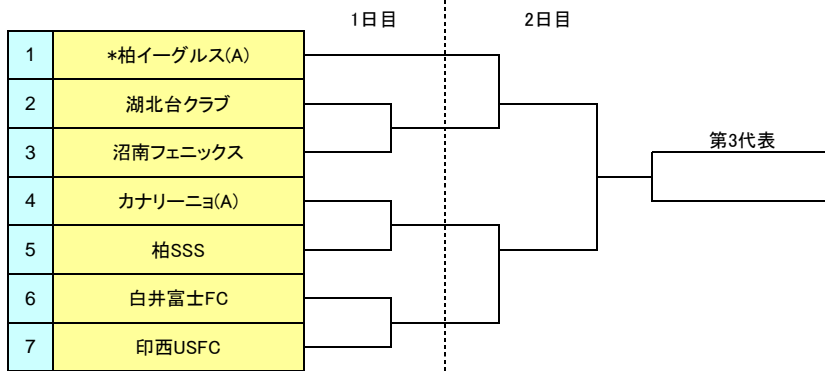 1日目 2日目
1 *柏イーグルス(A)
2 湖北台クラブ
3 沼南フェニックス
第3代表
4 カナリーニョ(A)
5 柏SSS
6 白井富士FC
7 印西USFC